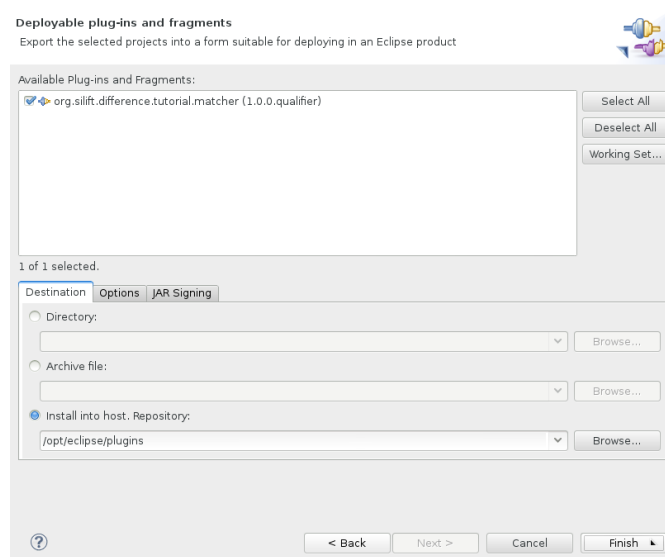 Deployable plug-ins and fragments
Export the selected projects into a form suitable for deploying in an Eclipse product
Available Plug-ins and Fragments:
org.silift.difference.tutorial.matcher (1.0.0.qualifier)
Select All
Deselect All
Working Set...
1 of 1 selected.
Destination Options JAR Signing
Directory:
Browse...
Archive file:
Browse...
Install into host. Repository:
/opt/eclipse/plugins Browse...
? < Back Next > Cancel Finish